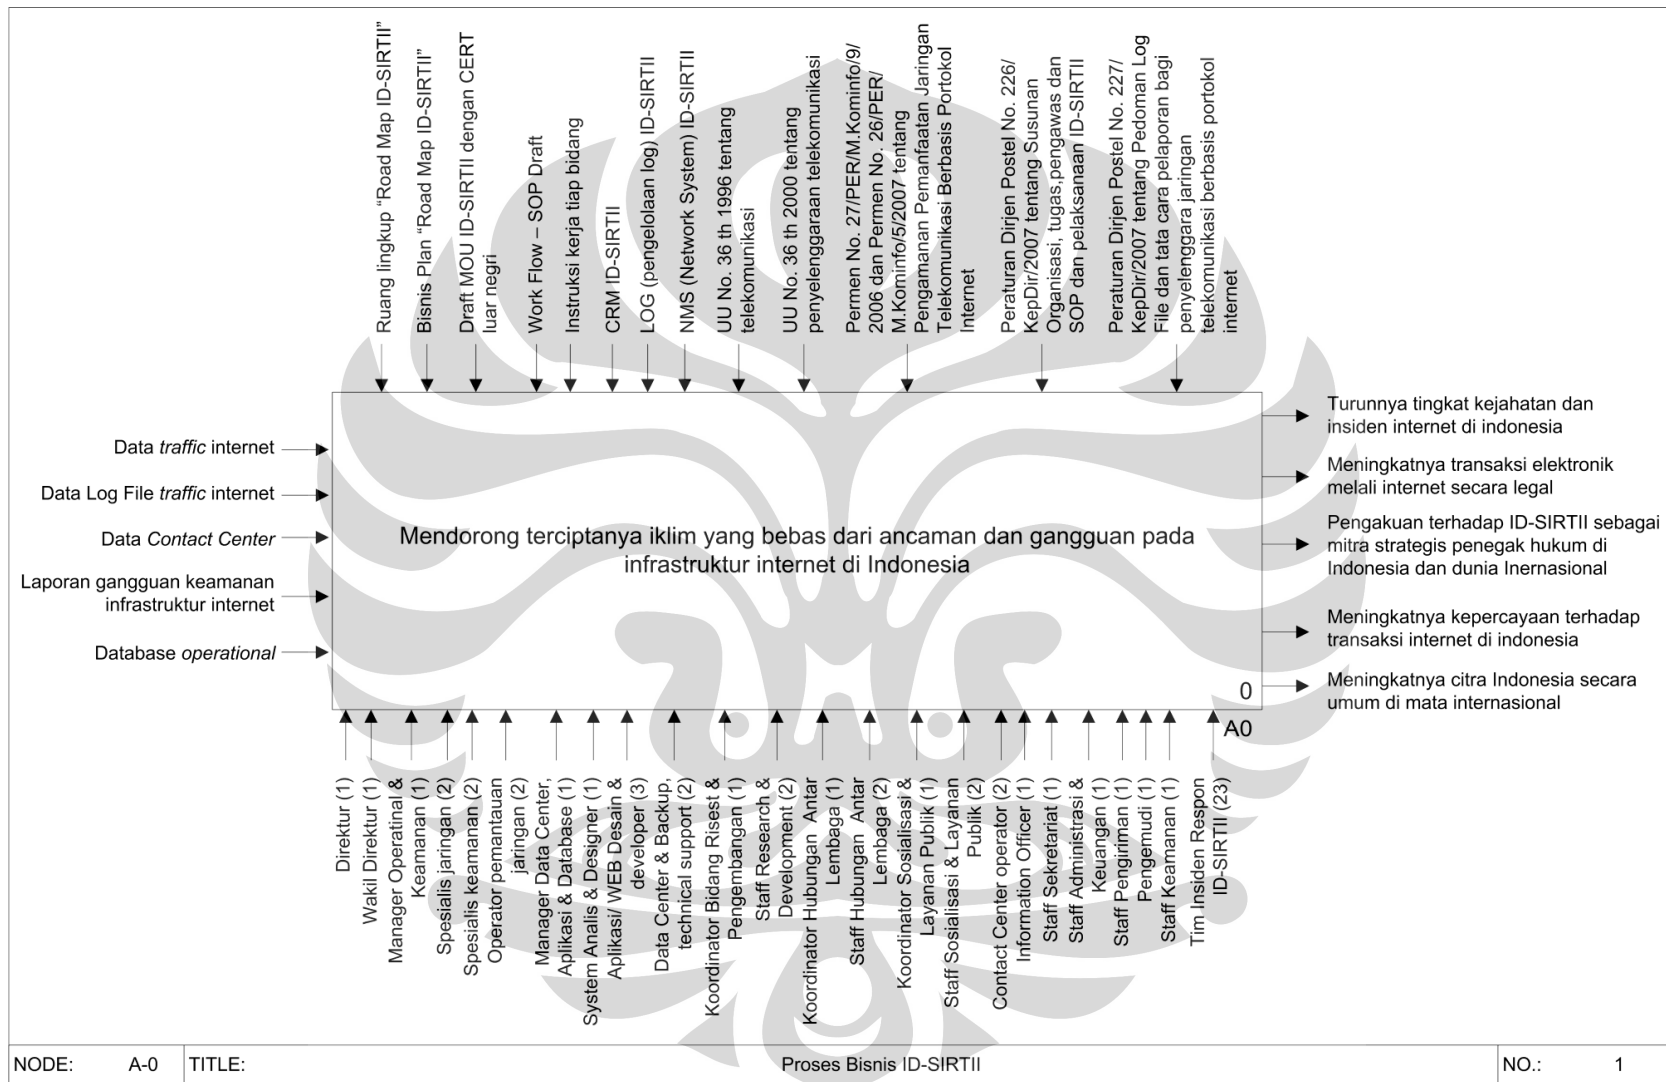 Ruang lingkup “Road Map ID-SIRTII”
Bisnis Plan “Road Map ID-SIRTII”
Draft MOU ID-SIRTII dengan CERT
luar negri
Work Flow – SOP Draft
Instruksi kerja tiap bidang
CRM ID-SIRTII
LOG (pengelolaan log) ID-SIRTII
NMS (Network System) ID-SIRTII
UU No. 36 th 1996 tentang
telekomunikasi
UU No. 36 th 2000 tentang
penyelenggaraan telekomunikasi
Permen No. 27/PER/M.Kominfo/9/
2006 dan Permen No. 26/PER/
M.Kominfo/5/2007 tentang
Pengamanan Pemanfaatan Jaringan
Telekomunikasi Berbasis Portokol
Internet
Peraturan Dirjen Postel No. 226/
KepDir/2007 tentang Susunan
Organisasi, tugas,pengawas dan
SOP dan pelaksanaan ID-SIRTII
Peraturan Dirjen Postel No. 227/
KepDir/2007 tentang Pedoman Log
File dan tata cara pelaporan bagi
penyelenggara jaringan
telekomunikasi berbasis portokol
internet
Data traffic internet
Data Log File traffic internet
Data Contact Center
Laporan gangguan keamanan
infrastruktur internet
Database operational
Mendorong terciptanya iklim yang bebas dari ancaman dan gangguan pada
infrastruktur internet di Indonesia
0
A0
Turunnya tingkat kejahatan dan
insiden internet di indonesia
Meningkatnya transaksi elektronik
melali internet secara legal
Pengakuan terhadap ID-SIRTII sebagai
mitra strategis penegak hukum di
Indonesia dan dunia Inernasional
Meningkatnya kepercayaan terhadap
transaksi internet di indonesia
Meningkatnya citra Indonesia secara
umum di mata internasional
Direktur (1)
Wakil Direktur (1)
Manager Operatinal &
Keamanan (1)
Spesialis jaringan (2)
Spesialis keamanan(2)
Operator pemantauan
jaringan (2)
Manager Data Center,
Aplikasi & Database (1)
System Analis & Designer (1)
Aplikasi/ WEB Desain &
developer (3)
Data Center & Backup,
technical support (2)
Koordinator Bidang Risest &
Pengembangan (1)
Staff Research &
Development (2)
Koordinator Hubungan Antar
Lembaga (1)
Staff Hubungan Antar
Lembaga (2)
Koordinator Sosialisasi &
Layanan Publik (1)
Staff Sosialisasi & Layanan
Publik (2)
Contact Center operator (2)
Information Officer (1)
Staff Sekretariat (1)
Staff Administrasi &
Keuangan (1)
Staff Pengiriman (1)
Pengemudi (1)
Staff Keamanan (1)
Tim Insiden Respon
ID-SIRTII (23)
NODE: A-0 TITLE: Proses Bisnis ID-SIRTII NO.: 1